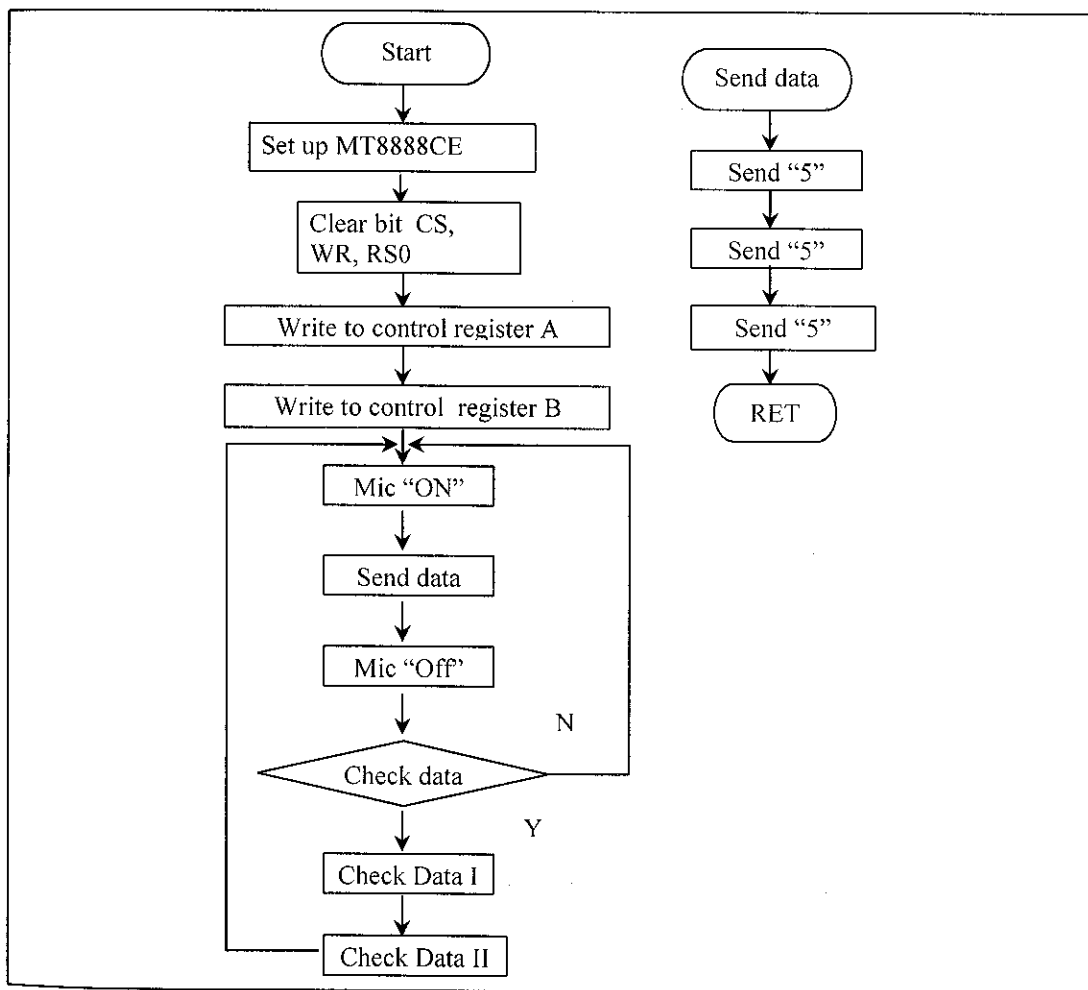 Start
Set up MT8888CE
Clear bit CS,
WR, RS0
Write to control register A
Write to control register B
Mic “ON”
Send data
Mic “Off”
N
Check data
Y
Check Data I
Check Data II
Send data
Send “5”
Send “5”
Send “5”
RET